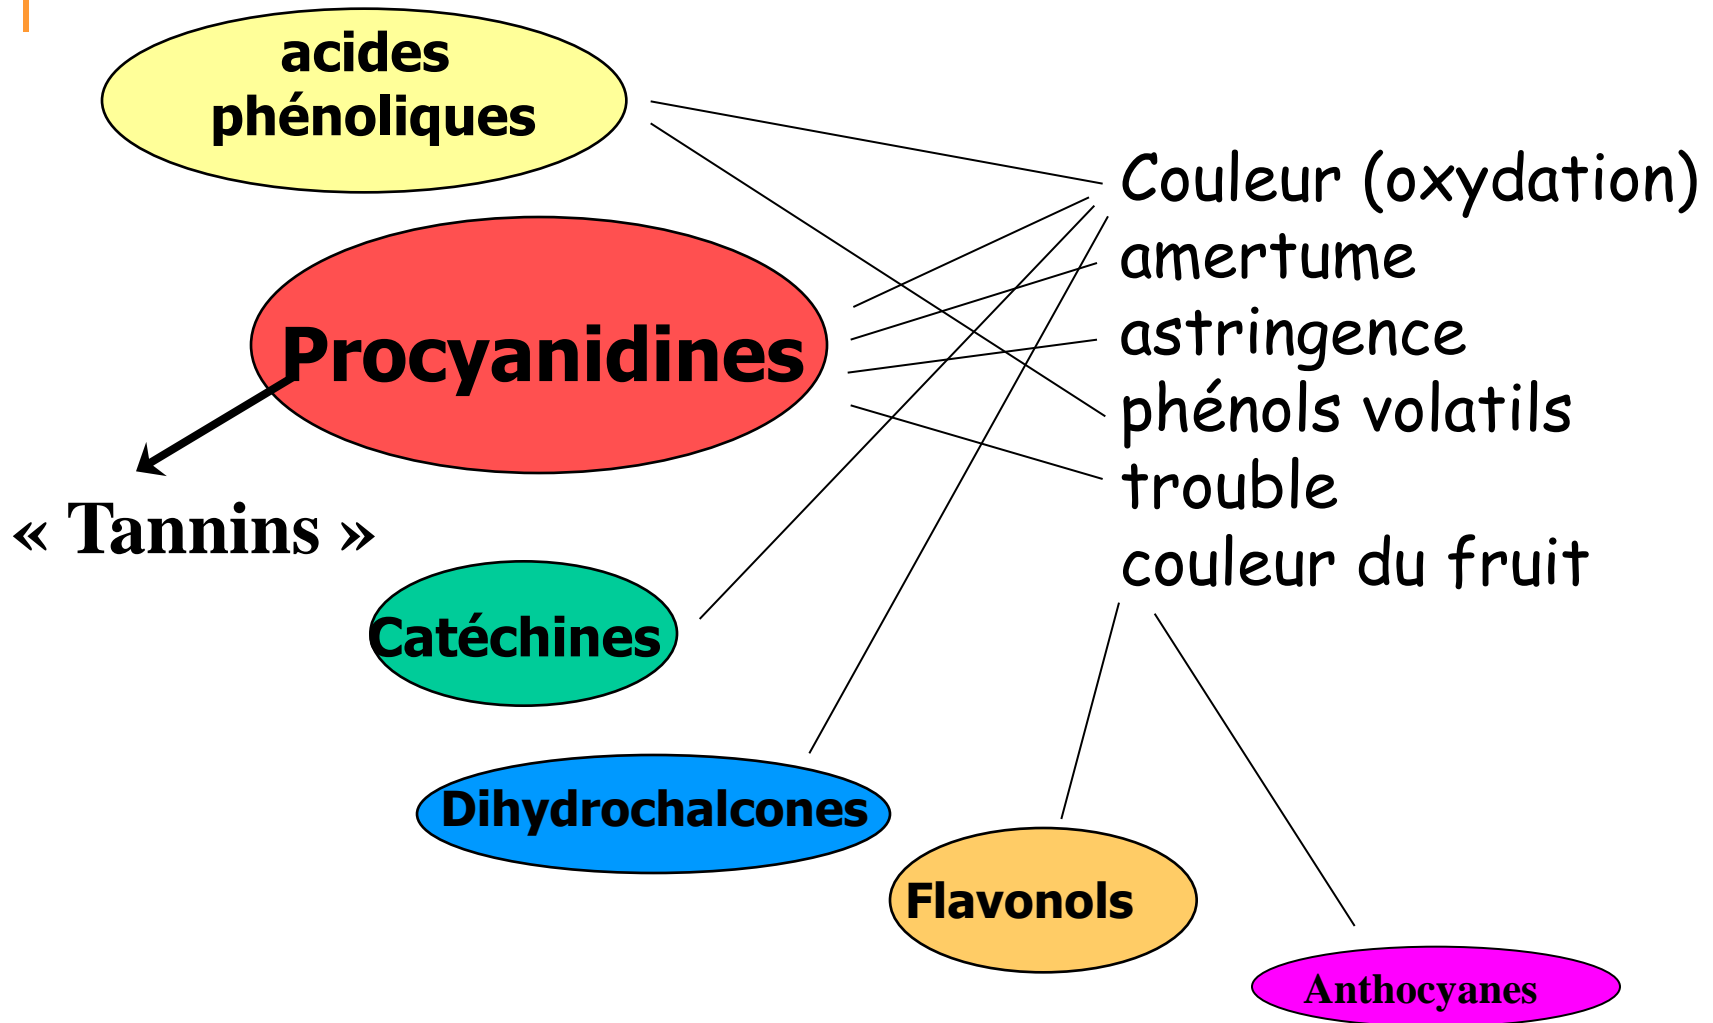 acides
phénoliques
Couleur (oxydation)
amertume
astringence
phénols volatils
trouble
couleur du fruit
Procyanidines
« Tannins »
Catéchines
Dihydrochalcones
Flavonols
Anthocyanes